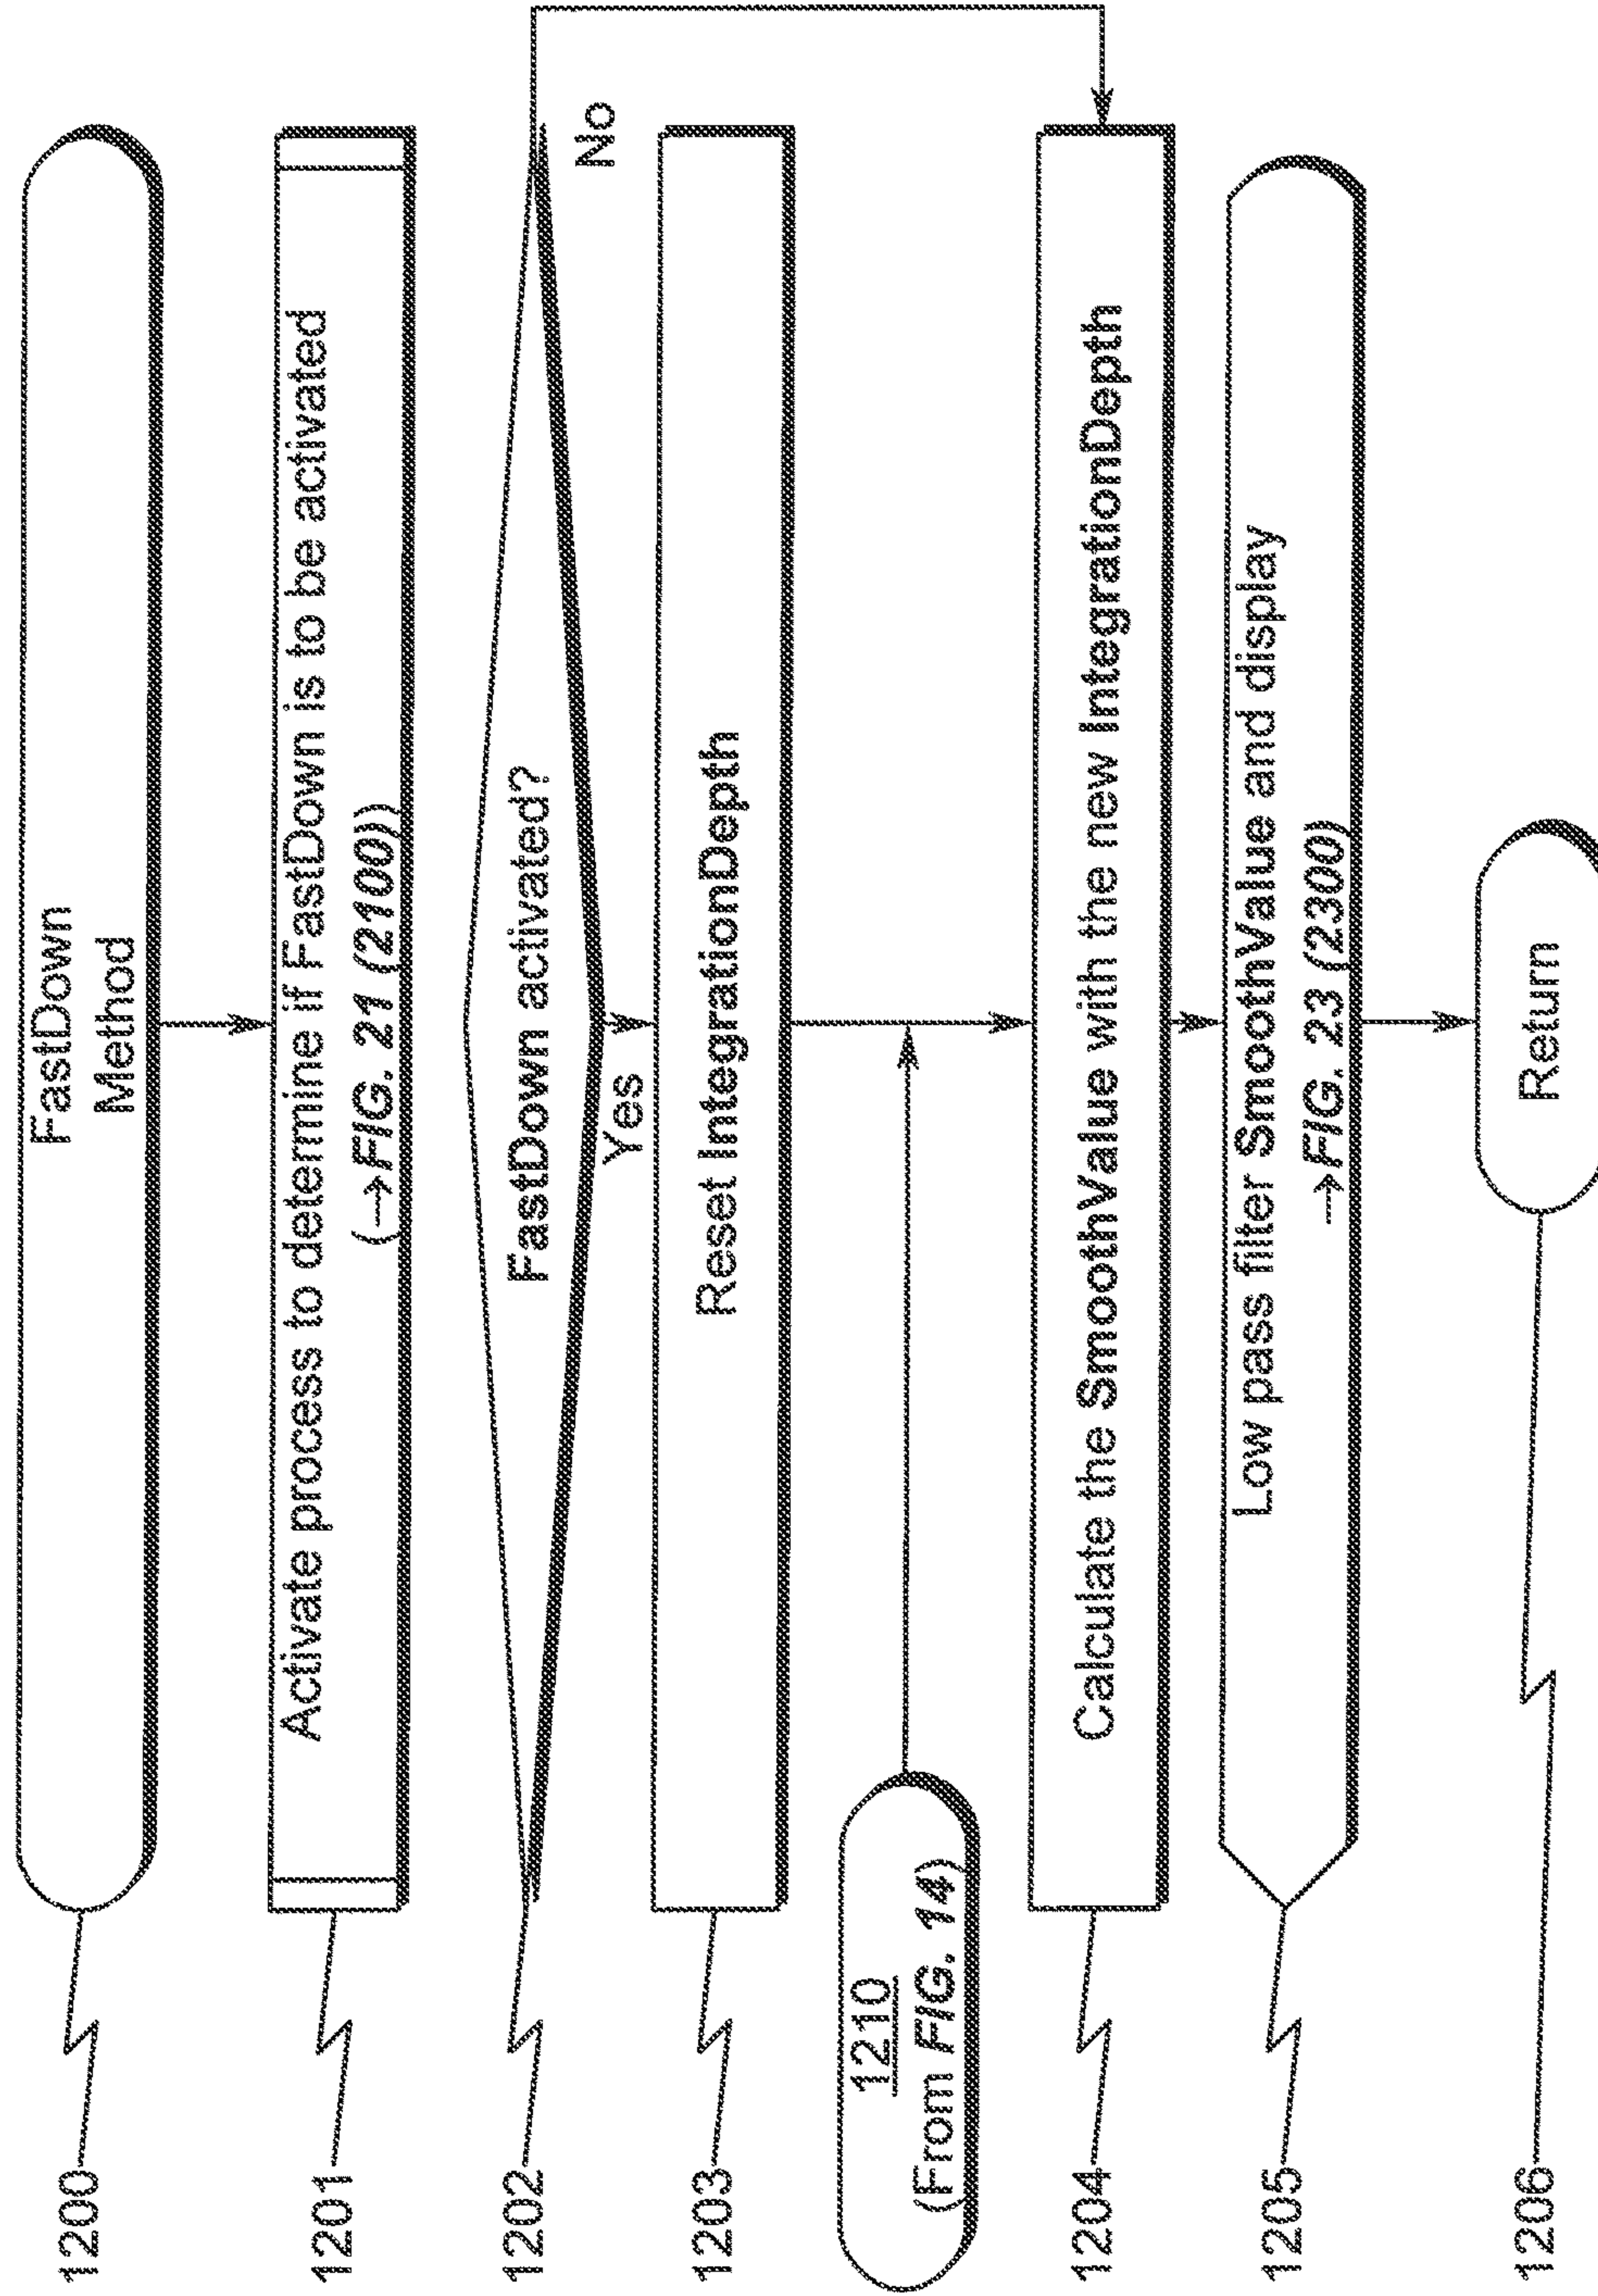 1200
FastDown
Method
1201
Activate process to determine if FastDown is to be activated
(→FIG. 21 (2100))
1202
FastDown activated?
No
Yes
1203
Reset IntegrationDepth
1210
(From FIG. 14)
1204
Calculate the SmoothValue with the new IntegrationDepth
1205
Low pass filter SmoothValue and display
→FIG. 23 (2300)
1206
Return